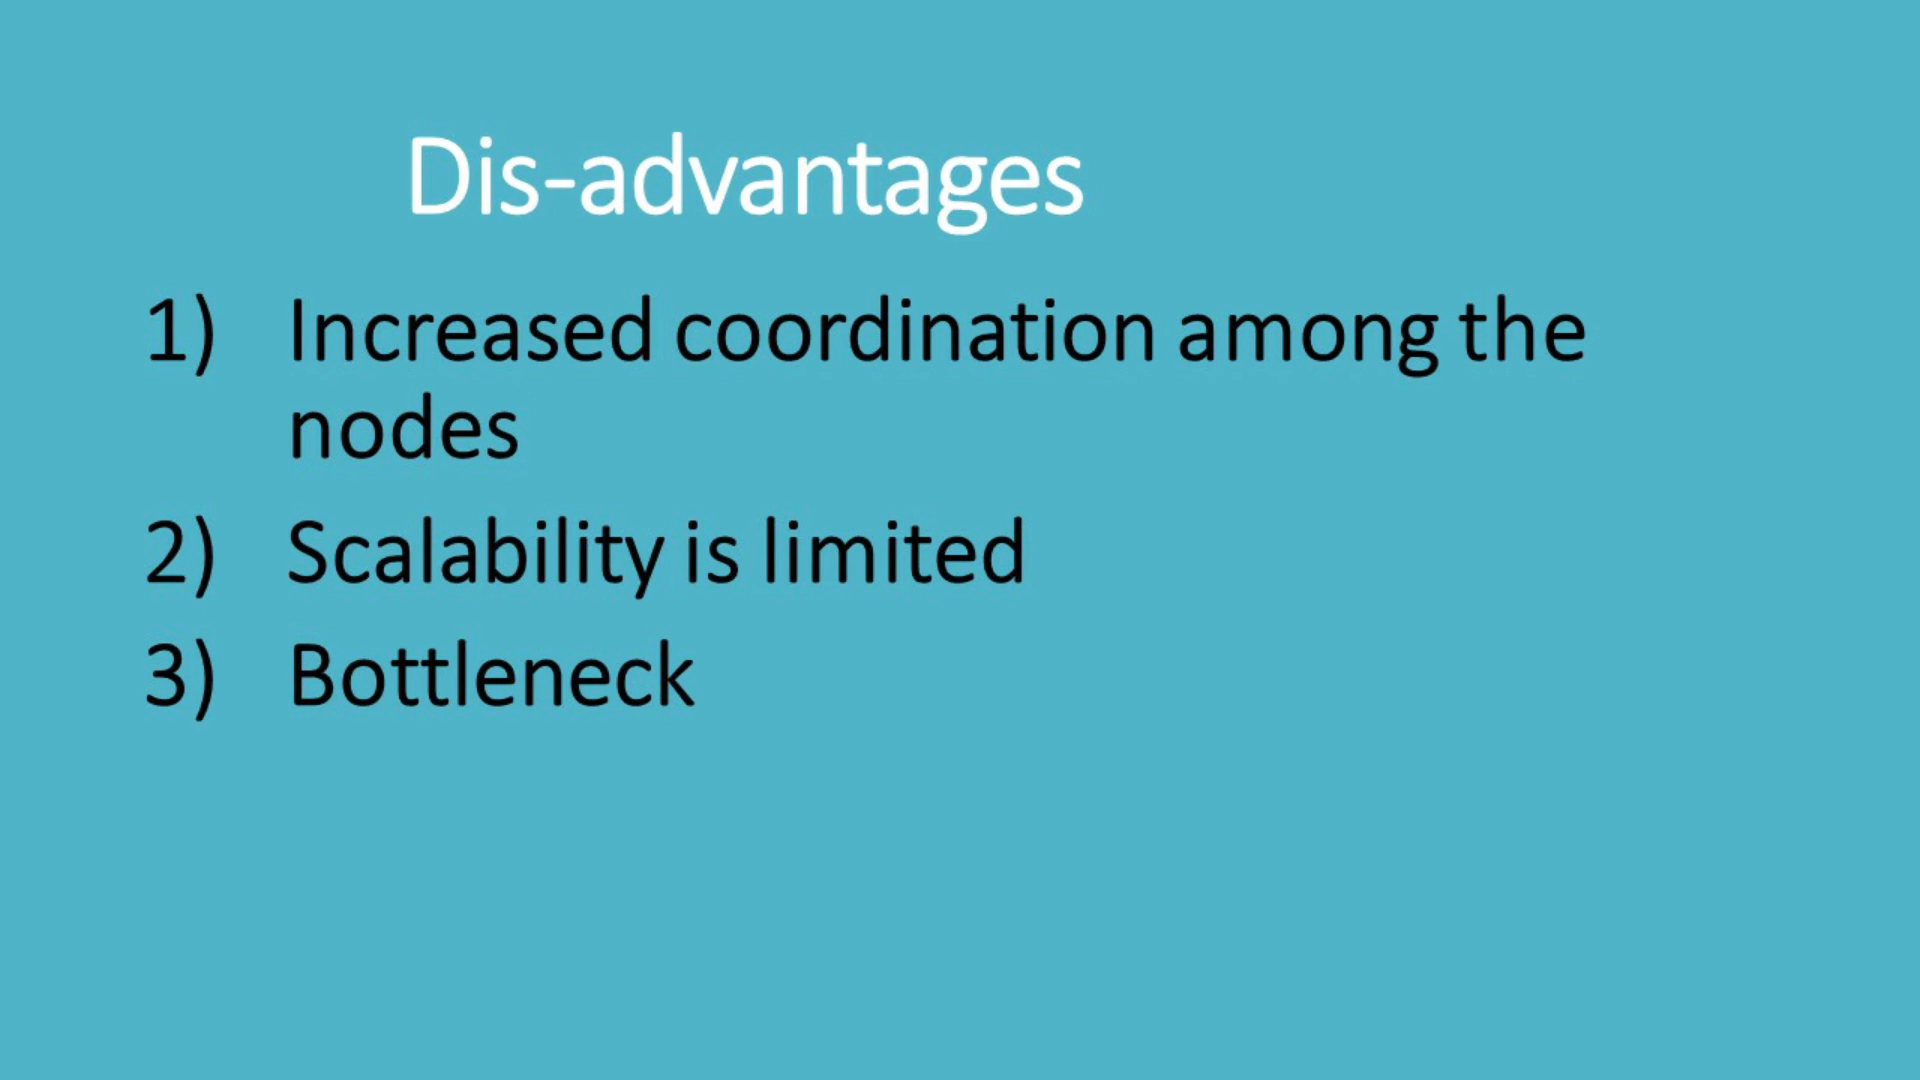 Dis-advantages
1) Increased coordination among the
nodes
2) Scalability is limited
3) Bottleneck